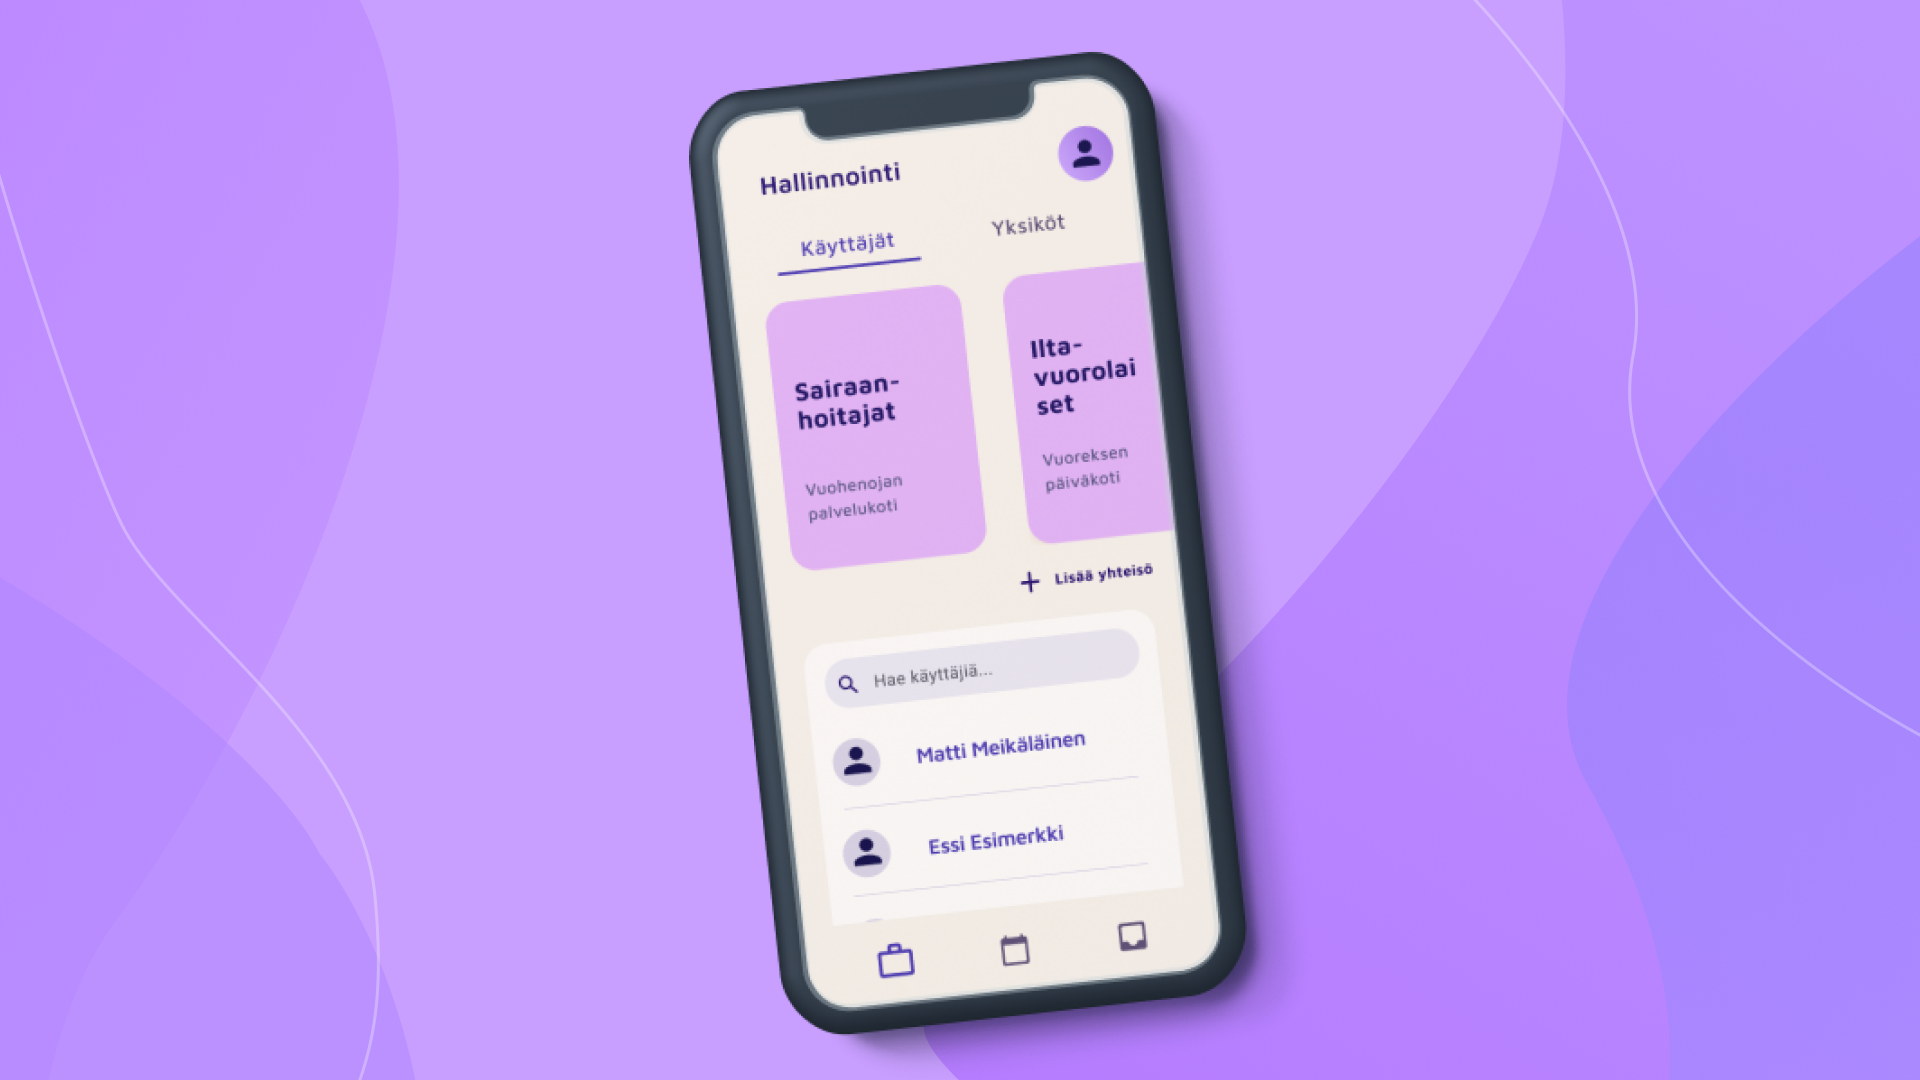 Hallinnointi
Käyttäjät
Yksiköt
Sairaan-
hoitajat
Vuohenojan
palvelukoti
Ilta-
vuorolai
set
Vuoreksen
päiväkoti
Lisää yhteisö
Hae käyttäjiä...
Matti Meikäläinen
Essi Esimerkki